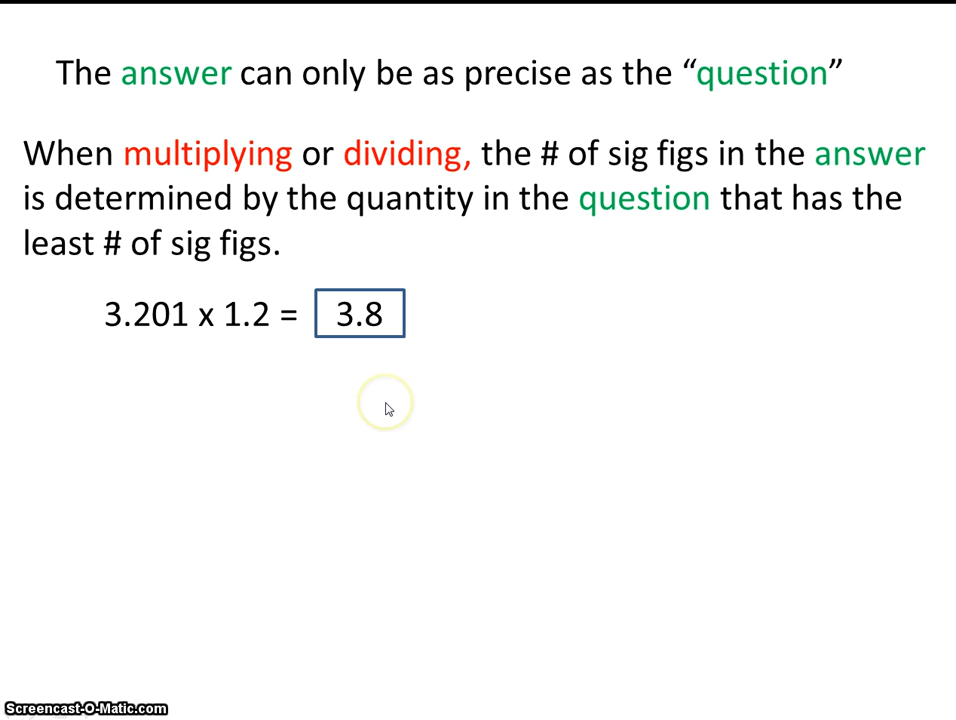 The answer can only be as precise as the “question”
When multiplying or dividing, the # of sig figs in the answer
is determined by the quantity in the question that has the
least # of sig figs.
3.201 x 1.2 = 3.8
Screencast-O-Matic.com